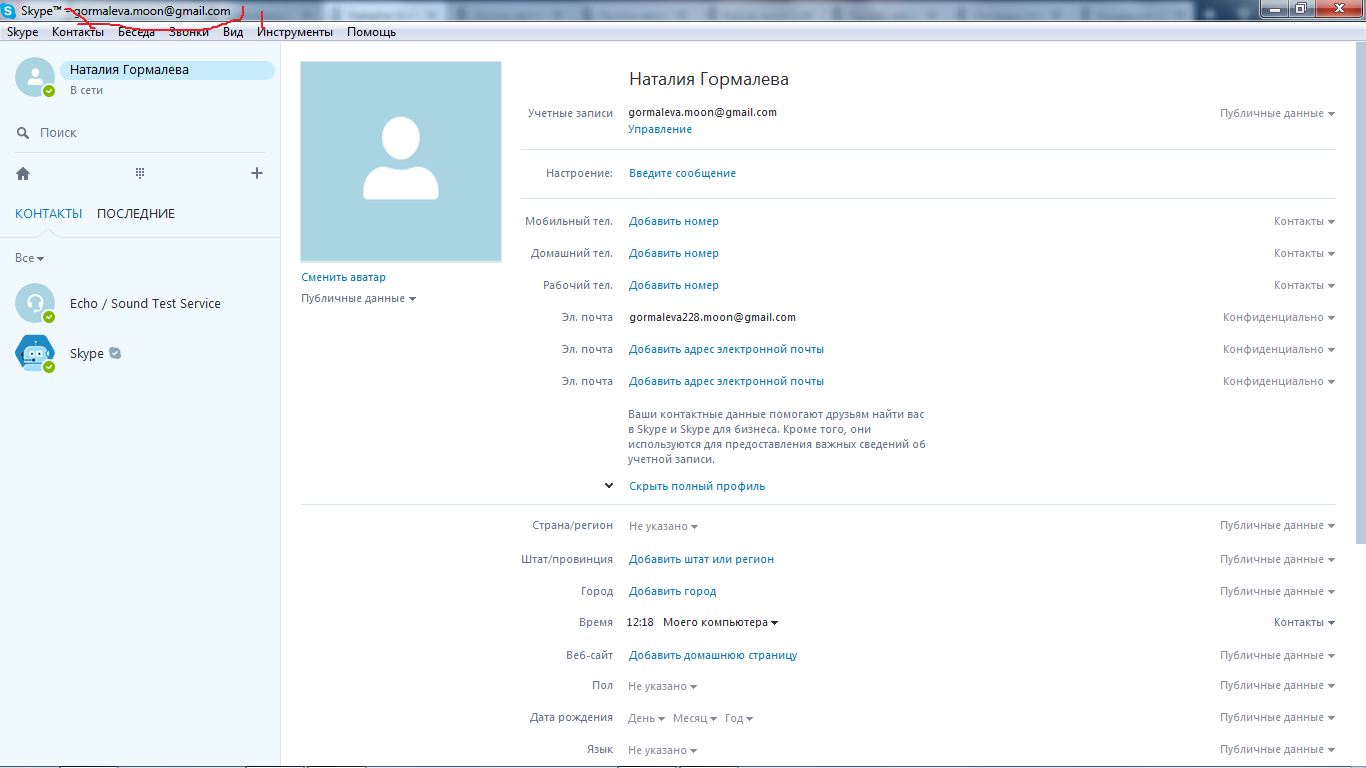 Skype™ - gormaleva.moon@gmail.com
Skype Контакты Беседа Звонки Вид Инструменты Помощь
Наталия Гормалева
В сети
Поиск
КОНТАКТЫ ПОСЛЕДНИЕ
Все
Echo / Sound Test Service
Skype
Сменить аватар
Публичные данные
Наталия Гормалева
Учетные записи gormaleva.moon@gmail.com Публичные данные
Управление
Настроение: Введите сообщение
Мобильный тел. Добавить номер Контакты
Домашний тел. Добавить номер Контакты
Рабочий тел. Добавить номер Контакты
Эл. почта gormaleva228.moon@gmail.com Конфиденциально
Эл. почта Добавить адрес электронной почты Конфиденциально
Эл. почта Добавить адрес электронной почты Конфиденциально
Ваши контактные данные помогают друзьям найти вас
в Skype и Skype для бизнеса. Кроме того, они
используются для предоставления важных сведений об
учетной записи.
Скрыть полный профиль
Страна/регион Не указано Публичные данные
Штат/провинция Добавить штат или регион Публичные данные
Город Добавить город Публичные данные
Время 12:18 Моего компьютера Контакты
Веб-сайт Добавить домашнюю страницу Публичные данные
Пол Не указано Публичные данные
Дата рождения День Месяц Год Публичные данные
Язык Не указано Публичные данные